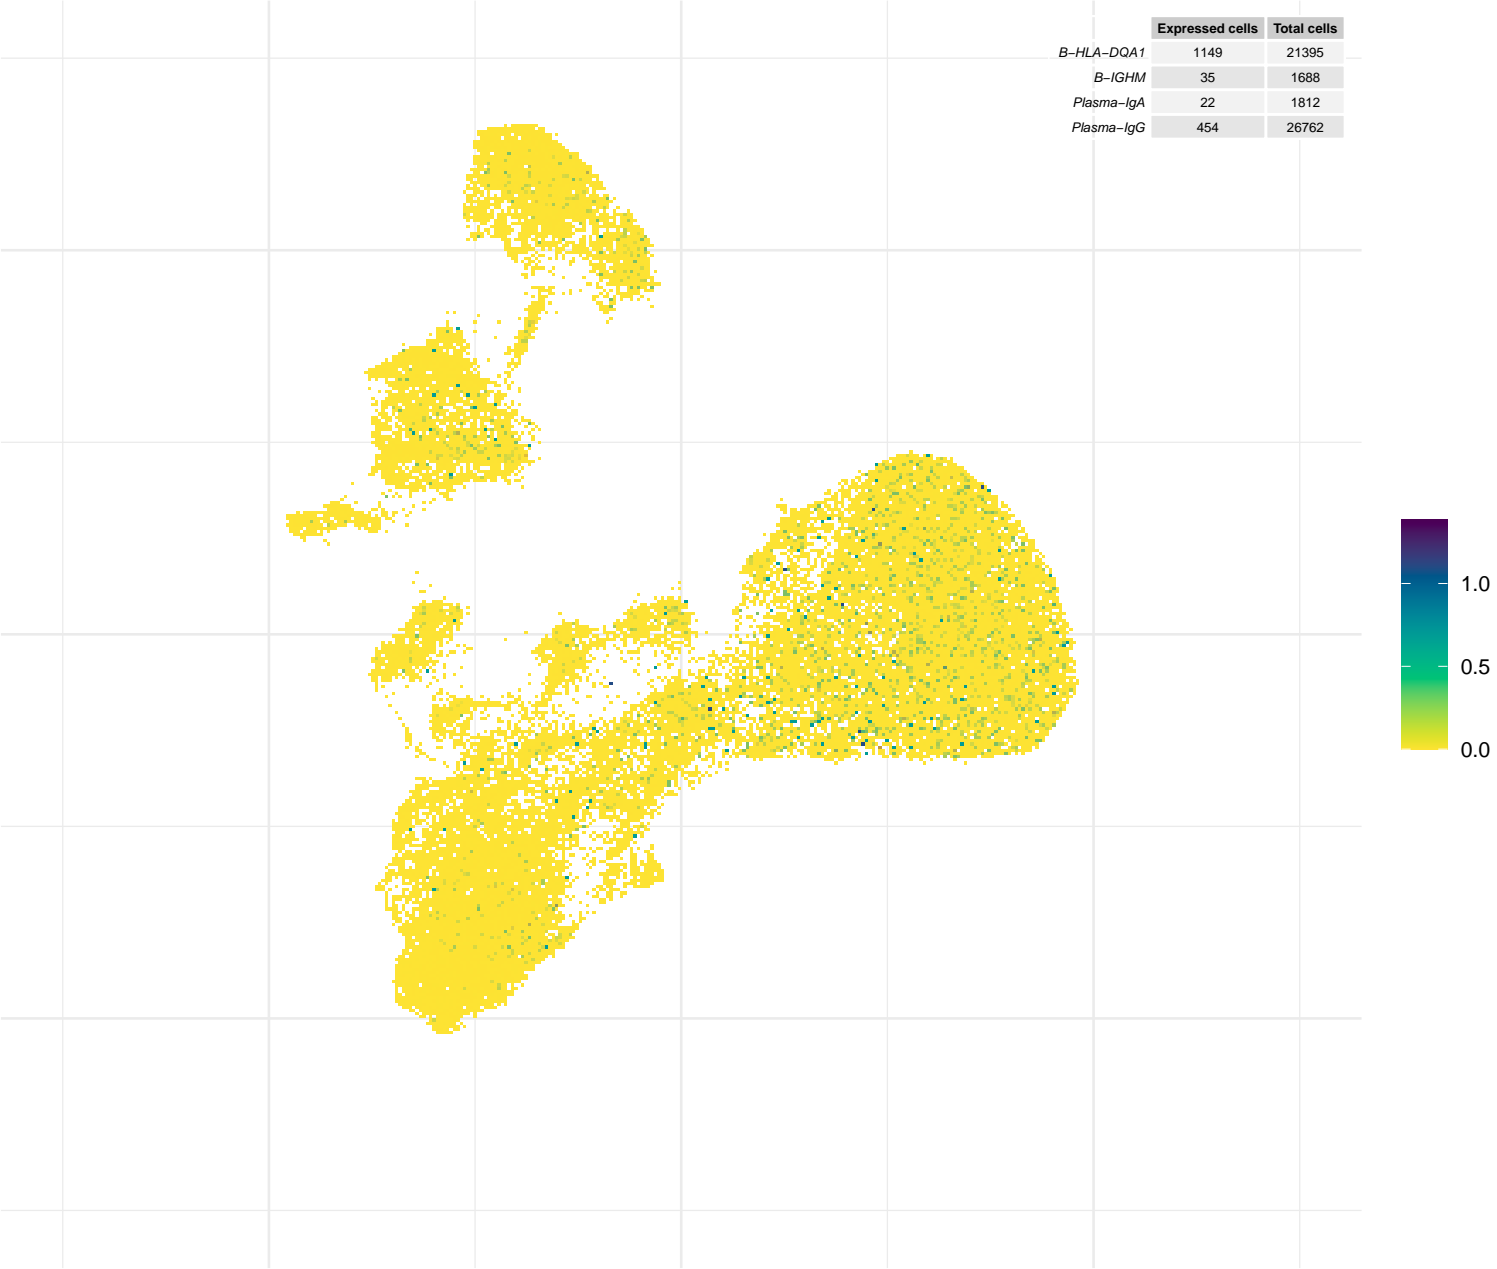 Expressed cells Total cells
B−HLA−DQA1 1149 21395
B−IGHM 35 1688
Plasma−IgA 22 1812
Plasma−IgG 454 26762
1.0
0.5
0.0